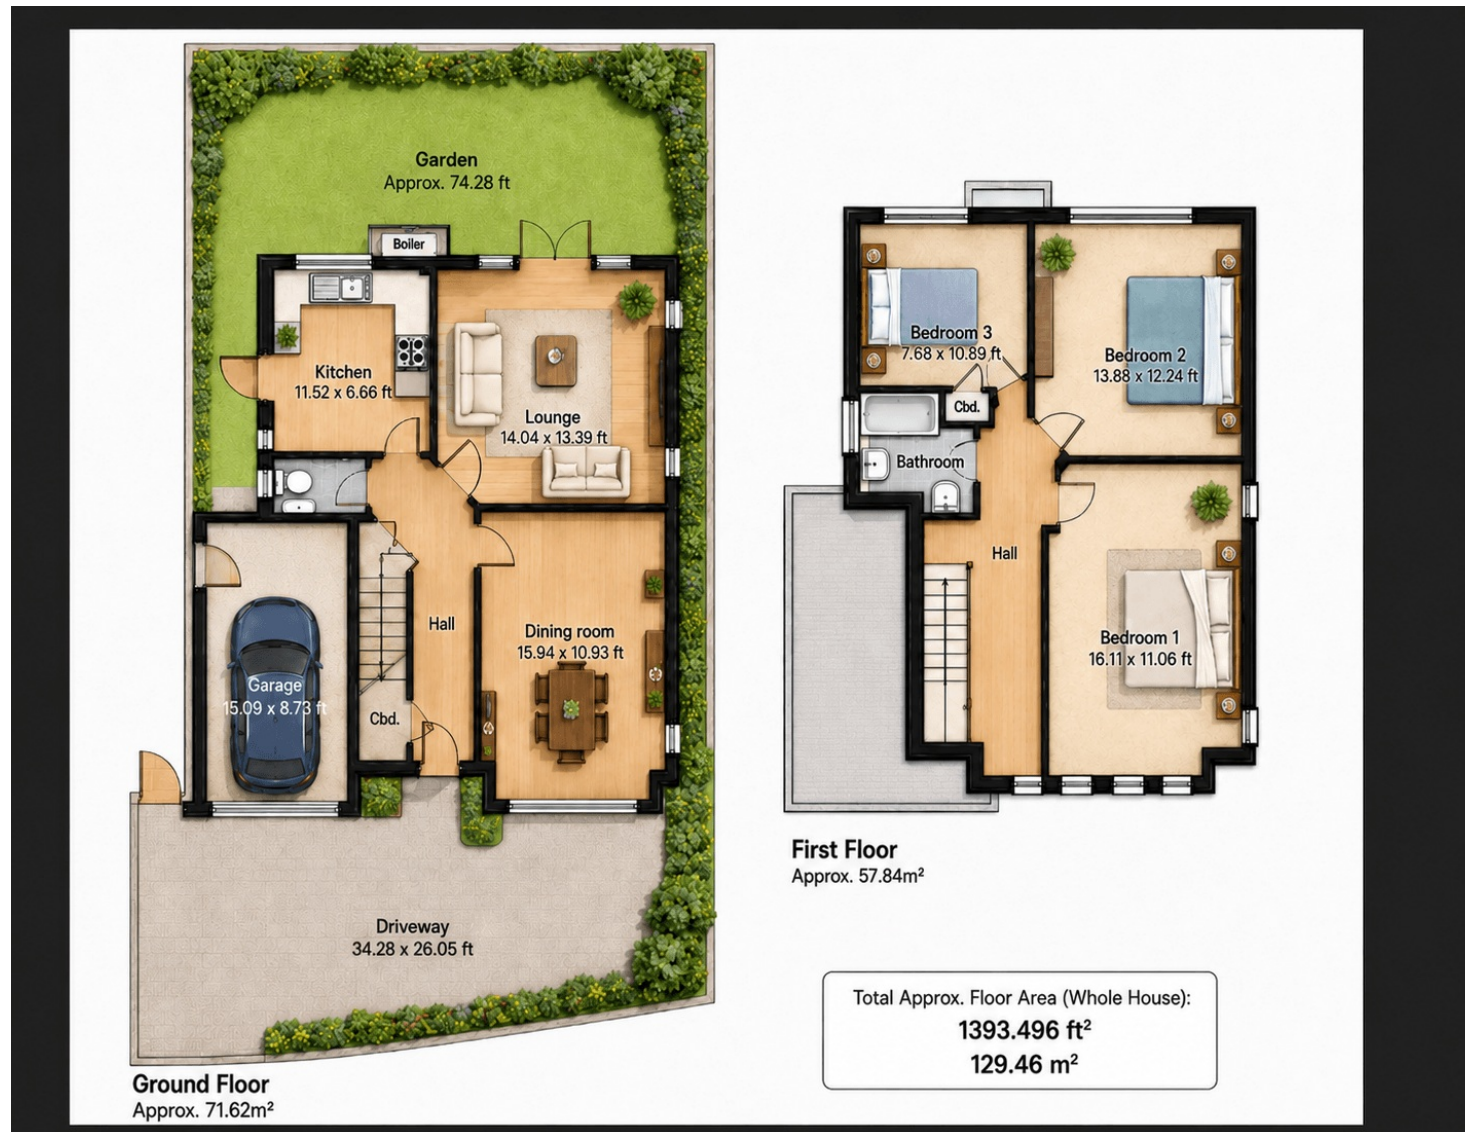 Garden
Approx. 74.28 ft
Boiler
Kitchen
11.52 x 6.66 ft
Lounge
14.04 x 13.39 ft
Hall
Dining room
15.94 x 10.93 ft
Garage
15.09 x 8.73 ft
Cbd.
Driveway
34.28 x 26.05 ft
Ground Floor
Approx. 71.62m²
Bedroom 3
7.68 x 10.89 ft
Bedroom 2
13.88 x 12.24 ft
Cbd.
Bathroom
Hall
Bedroom 1
16.11 x 11.06 ft
First Floor
Approx. 57.84m²
Total Approx. Floor Area (Whole House):
1393.496 ft²
129.46 m²